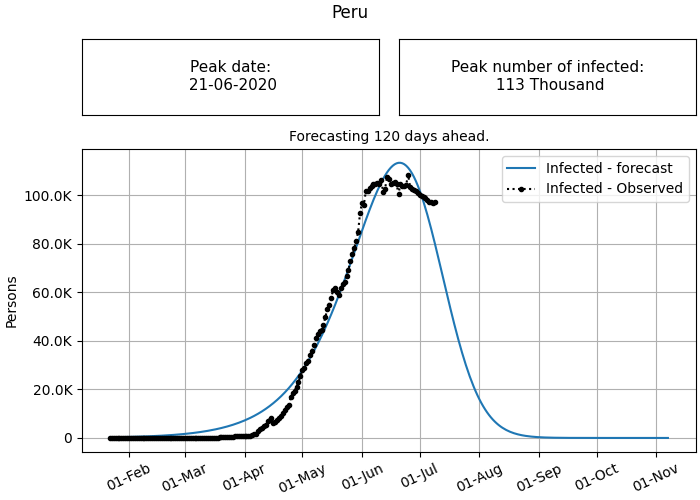 Peru
Peak date:
21-06-2020
Peak number of infected:
113 Thousand
Forecasting 120 days ahead.
Infected - forecast
Infected - Observed
Persons
100.0K
80.0K
60.0K
40.0K
20.0K
0
01-Feb
01-Mar
01-Apr
01-May
01-Jun
01-Jul
01-Aug
01-Sep
01-Oct
01-Nov